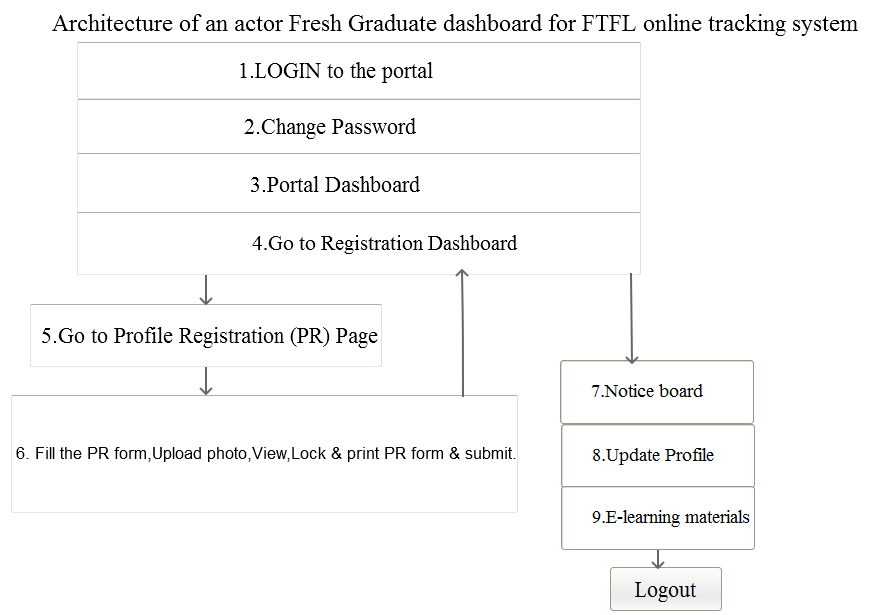 Architecture of an actor Fresh Graduate dashboard for FTFL online tracking system
1.LOGIN to the portal
2.Change Password
3.Portal Dashboard
4.Go to Registration Dashboard
5.Go to Profile Registration (PR) Page
6. Fill the PR form,Upload photo,View,Lock & print PR form & submit.
7.Notice board
8.Update Profile
9.E-learning materials
Logout